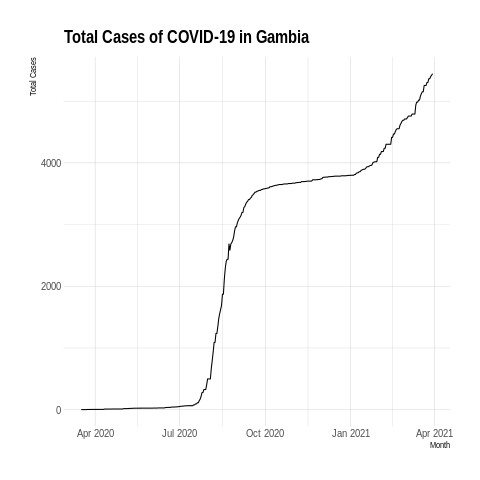 Total Cases of COVID-19 in Gambia
Total Cases
4000
2000
0
Apr 2020
Jul 2020
Oct 2020
Jan 2021
Apr 2021
Month